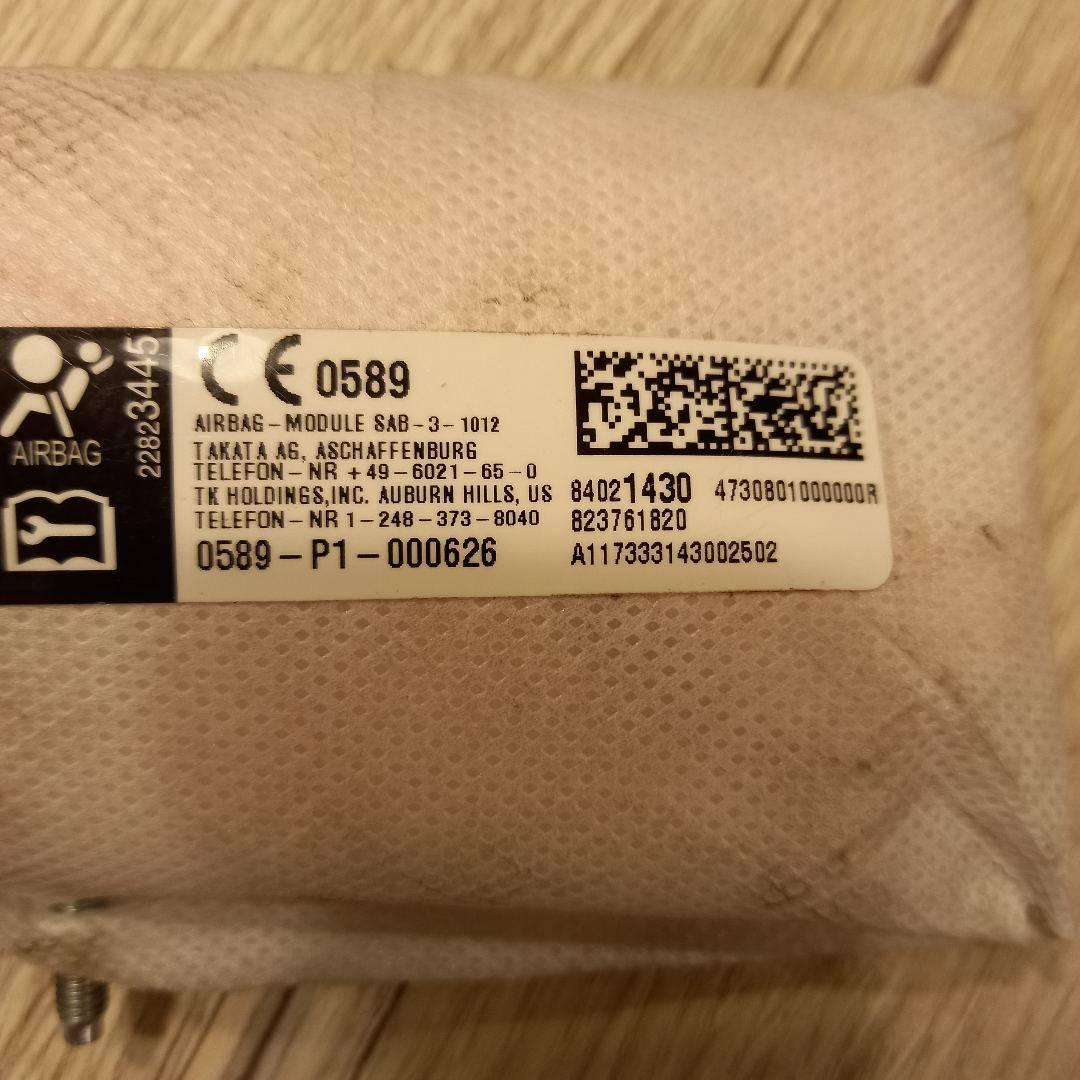 AIRBAG
22823445
CE 0589
AIRBAG-MODULE SAB-3-1012
TAKATA AG, ASCHAFFENBURG
TELEFON-NR +49-6021-65-0
TK HOLDINGS,INC. AUBURN HILLS, US
TELEFON-NR 1-248-373-8040
0589-P1-000626
84021430 4730801000000R
823761820
A117333143002502